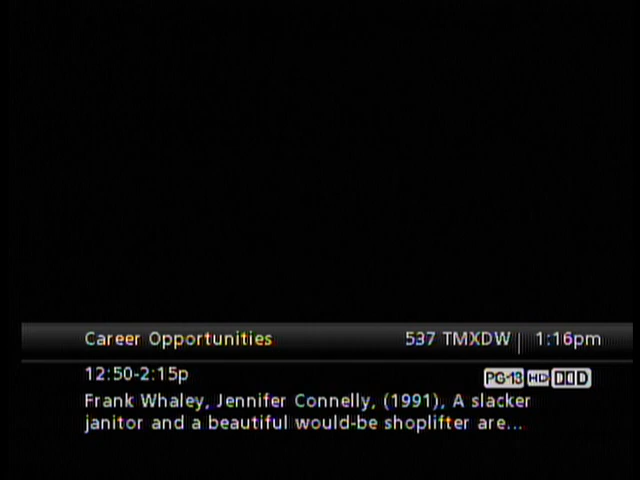 Career Opportunities 537 TMXDW 1:16pm
12:50-2:15p PG-13 HD
Frank Whaley, Jennifer Connelly, (1991), A slacker
janitor and a beautiful would-be shoplifter are...